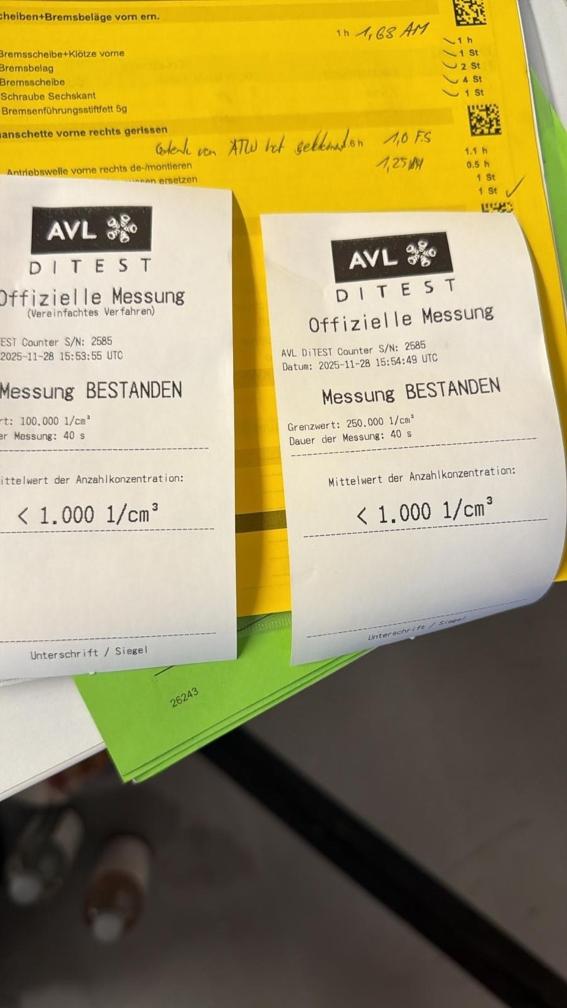 cheiben+Bremsbeläge vorn ern.
1h 1,68 AM
1 h
Bremsscheibe+Klötze vorne
1 St
Bremsbelag
2 St
Bremsscheibe
4 St
Schraube Sechskant
1 St
Bremsenführungsstiftfett 5g
anschette vorne rechts gerissen
von ATW hat 1,0 FS
1.1 h
Antriebswelle vorne rechts de-/montieren
1,25
0.5 h
ersetzen
1 St
1 St
AVL
DITEST
Offizielle Messung
(Vereinfachtes Verfahren)
EST Counter S/N: 2585
2025-11-28 15:53:55 UTC
Messung BESTANDEN
rt: 100.000 1/cm³
er Messung: 40 s
ittelwert der Anzahlkonzentration:
< 1.000 1/cm³
Unterschrift / Siegel
AVL
DITEST
Offizielle Messung
AVL DiTEST Counter S/N: 2585
Datum: 2025-11-28 15:54:49 UTC
Messung BESTANDEN
Grenzwert: 250.000 1/cm³
Dauer der Messung: 40 s
Mittelwert der Anzahlkonzentration:
< 1.000 1/cm³
Unterschrift / Siegel
26243